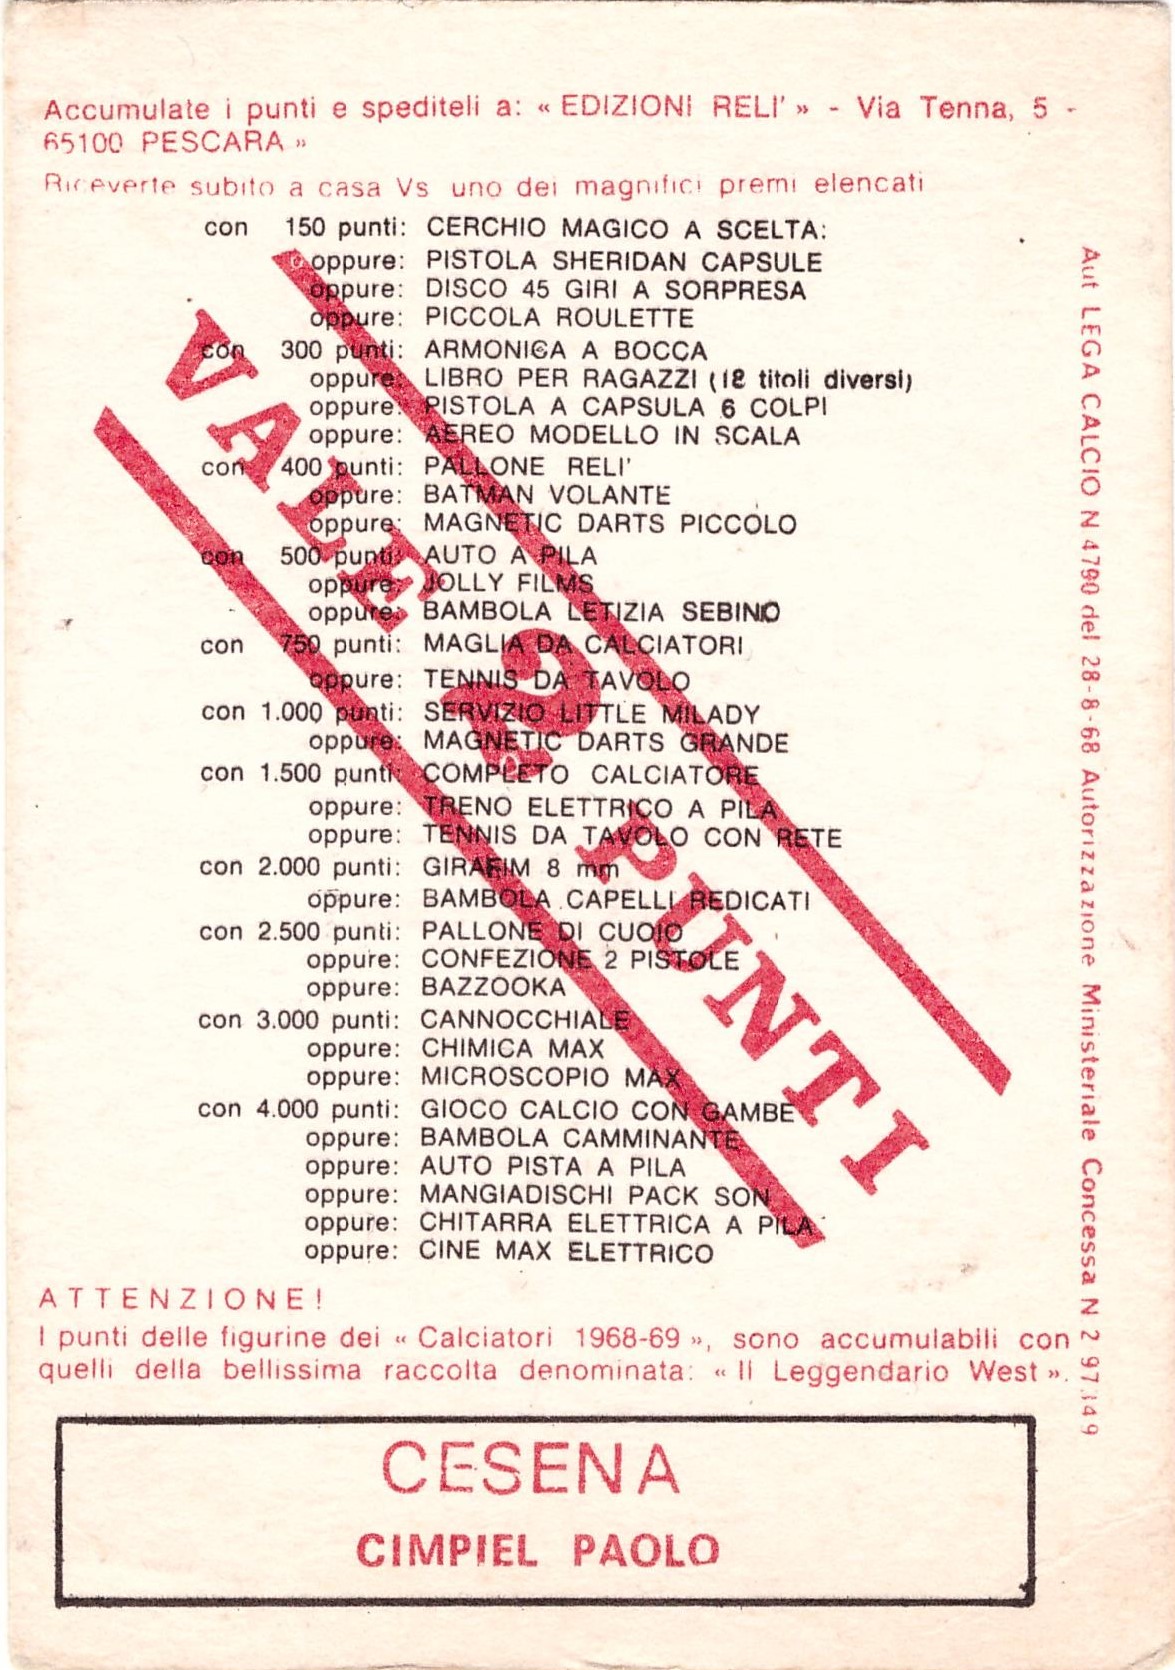 Accumulate i punti e spediteli a: « EDIZIONI RELI' » - Via Tenna, 5 -
65100 PESCARA »
Riceverte subito a casa Vs uno dei magnifici premi elencati
con 150 punti: CERCHIO MAGICO A SCELTA:
oppure: PISTOLA SHERIDAN CAPSULE
oppure: DISCO 45 GIRI A SORPRESA
oppure: PICCOLA ROULETTE
con 300 punti: ARMONICA A BOCCA
oppure: LIBRO PER RAGAZZI (12 titoli diversi)
oppure: PISTOLA A CAPSULA 6 COLPI
oppure: AEREO MODELLO IN SCALA
con 400 punti: PALLONE RELI'
oppure: BATMAN VOLANTE
oppure: MAGNETIC DARTS PICCOLO
con 500 punti: AUTO A PILA
oppure: JOLLY FILMS
oppure: BAMBOLA LETIZIA SEBINO
con 750 punti: MAGLIA DA CALCIATORI
oppure: TENNIS DA TAVOLO
con 1.000 punti: SERVIZIO LITTLE MILADY
oppure: MAGNETIC DARTS GRANDE
con 1.500 punti: COMPLETO CALCIATORE
oppure: TRENO ELETTRICO A PILA
oppure: TENNIS DA TAVOLO CON RETE
con 2.000 punti: GIRAFIM 8 mm
oppure: BAMBOLA CAPELLI REDICATI
con 2.500 punti: PALLONE DI CUOIO
oppure: CONFEZIONE 2 PISTOLE
oppure: BAZZOOKA
con 3.000 punti: CANNOCCHIALE
oppure: CHIMICA MAX
oppure: MICROSCOPIO MAX
con 4.000 punti: GIOCO CALCIO CON GAMBE
oppure: BAMBOLA CAMMINANTE
oppure: AUTO PISTA A PILA
oppure: MANGIADISCHI PACK SON
oppure: CHITARRA ELETTRICA A PILA
oppure: CINE MAX ELETTRICO
VALE 2 PUNTI
Aut LEGA CALCIO N 4790 del 28-8-68 Autorizzazione Ministeriale Concessa N 2 97349
ATTENZIONE!
I punti delle figurine dei « Calciatori 1968-69 », sono accumulabili con
quelli della bellissima raccolta denominata: « Il Leggendario West ».
CESENA
CIMPIEL PAOLO